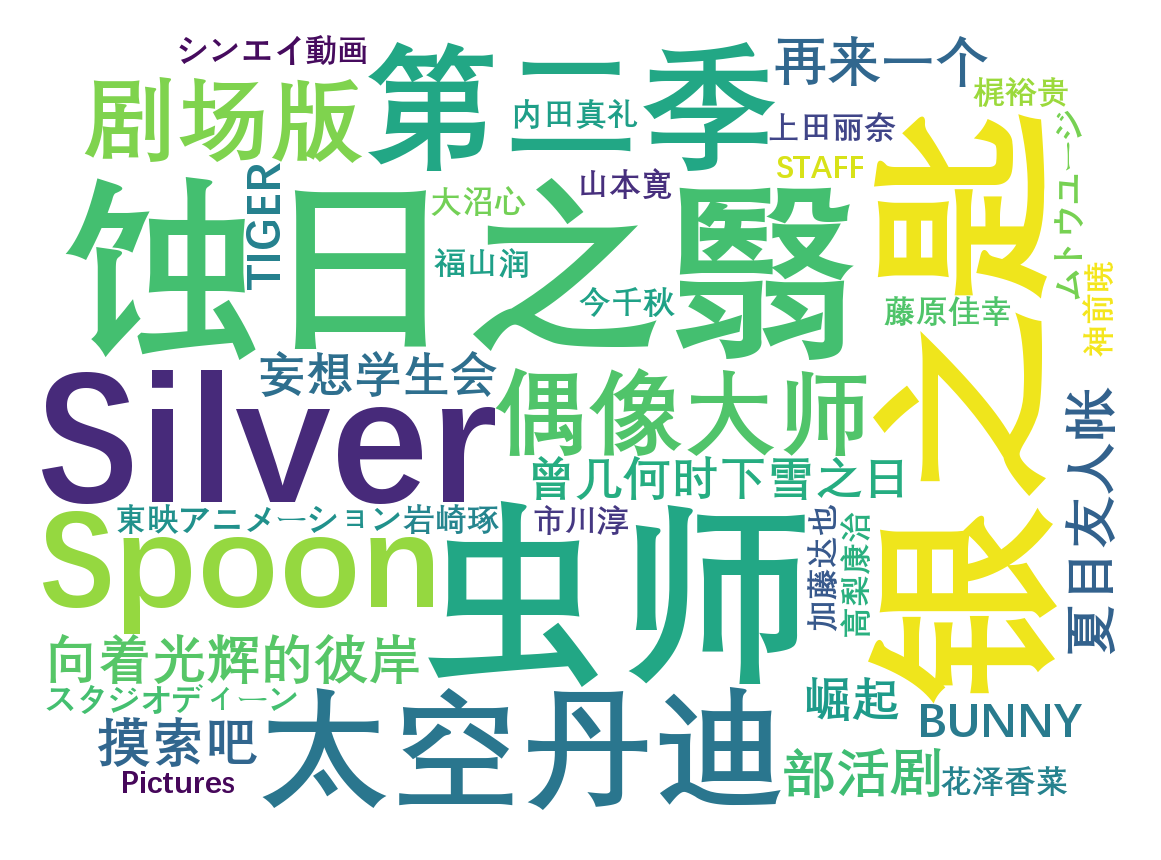 シンエイ動画
剧场版
第二季
再来一个
梶裕贵
内田真礼
上田丽奈
STAFF
TIGER
山本寛
大沼心
蚀日之翳
福山润
今千秋
银之匙
ムトウユージ
神前暁
藤原佳幸
妄想学生会
Silver
偶像大师
曾几何时下雪之日
夏目友人帐
東映アニメーション
岩崎琢
市川淳
Spoon
虫师
加藤达也
高梨康治
向着光辉的彼岸
スタジオディーン
摸索吧
Pictures
太空丹迪
崛起
BUNNY
部活剧
花泽香菜